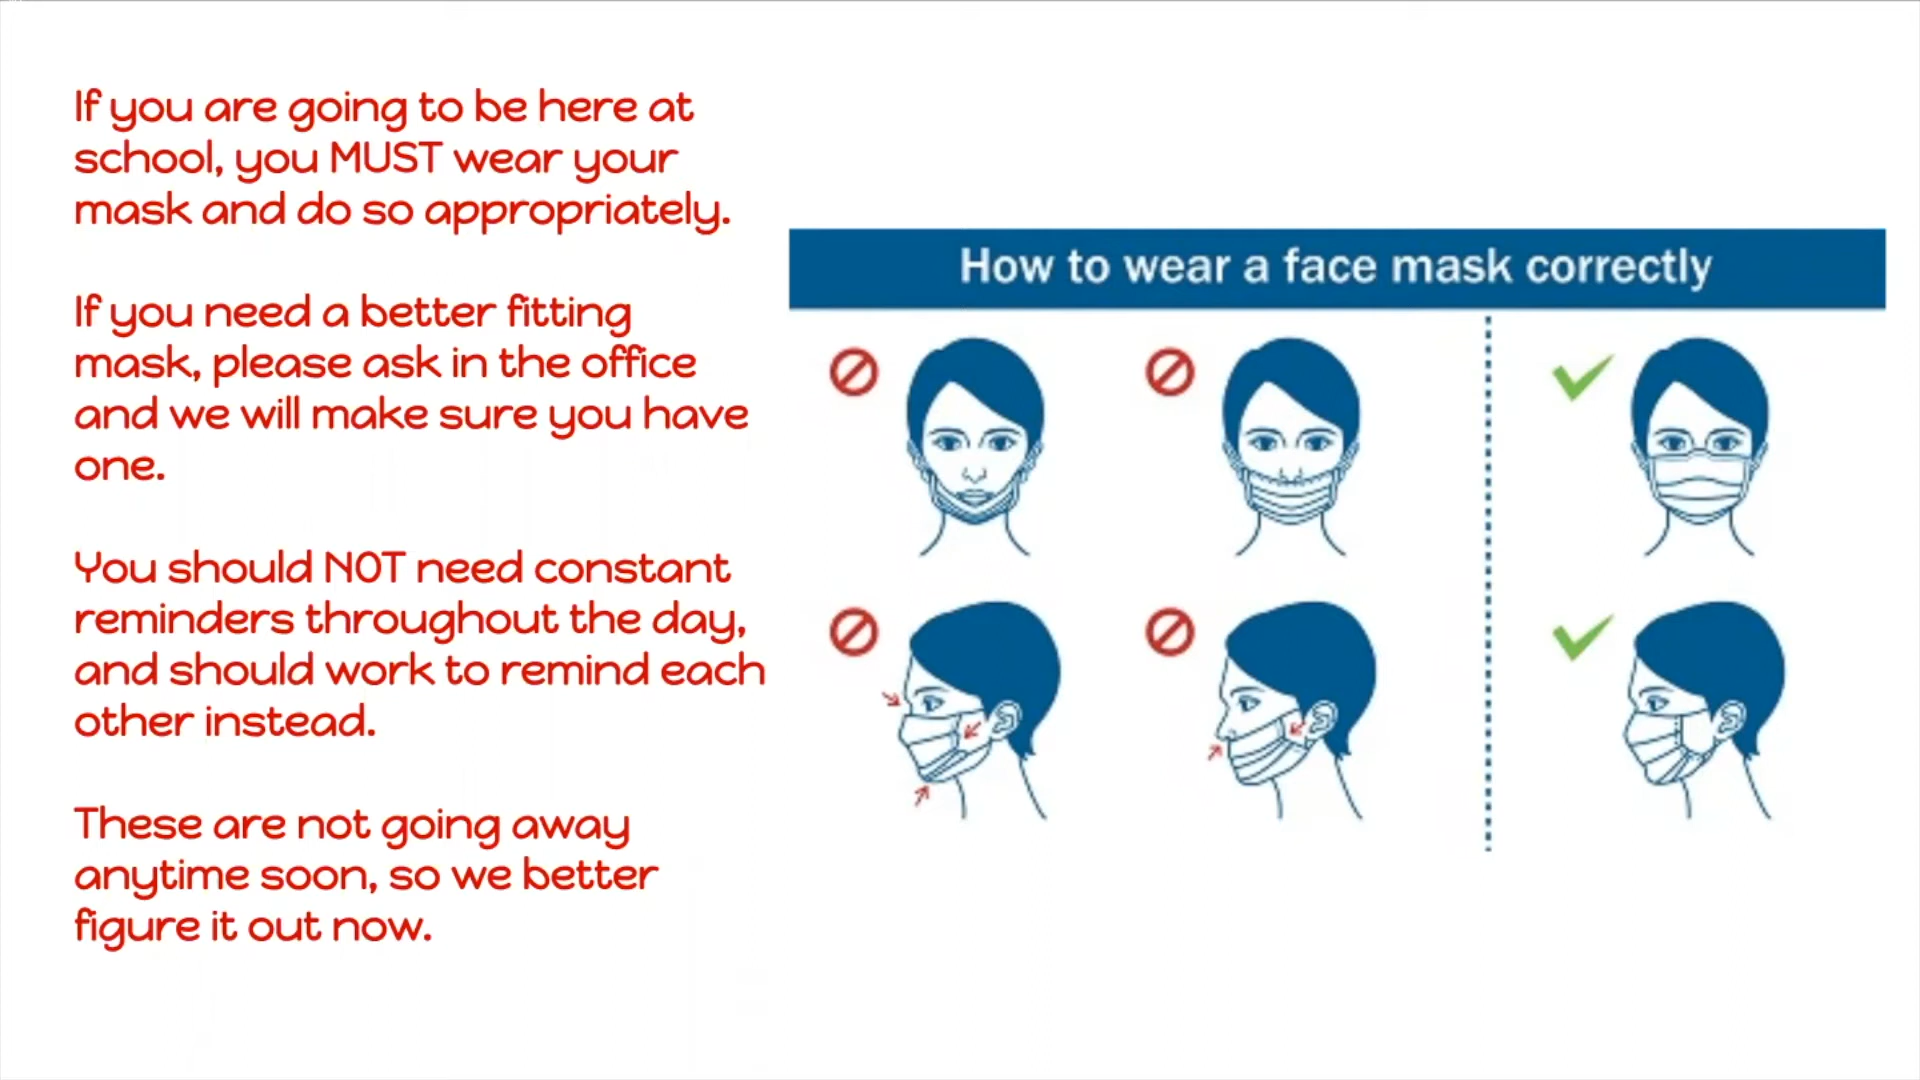 If you are going to be here at
school, you MUST wear your
mask and do so appropriately.
If you need a better fitting
mask, please ask in the office
and we will make sure you have
one.
You should NOT need constant
reminders throughout the day,
and should work to remind each
other instead.
These are not going away
anytime soon, so we better
figure it out now.
How to wear a face mask correctly